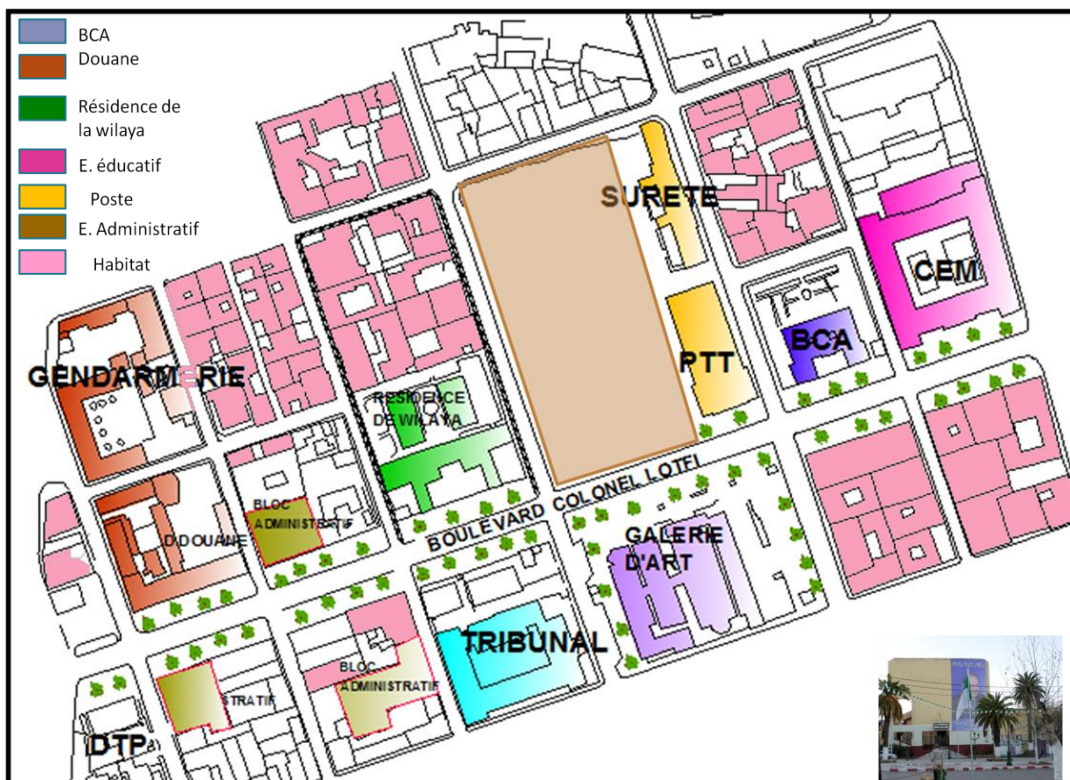 BCA
Douane
Résidence de
la wilaya
E. éducatif
Poste
E. Administratif
Habitat
SURETE
CEM
GENDARMERIE
PTT
BCA
RESIDENCE
DE WILAYA
BOULEVARD COLONEL LOTFI
BLOC
ADMINISTRATIF
D.DOUANE
GALERIE
D'ART
TRIBUNAL
BLOC
ADMINISTRATIF
STRATIF
DTP